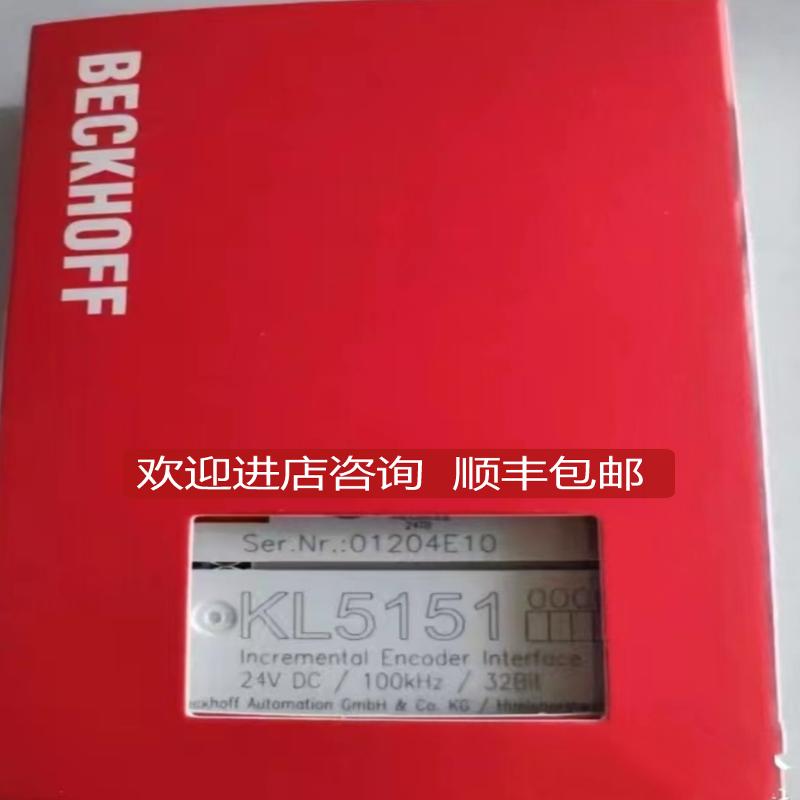 BECKHOFF
欢迎进店咨询 顺丰包邮
Ser.Nr.:01204E10
KL5151
Incremental Encoder Interface
24V DC / 100kHz / 32Bit
ckhoff Automation GmbH & Co. KG /